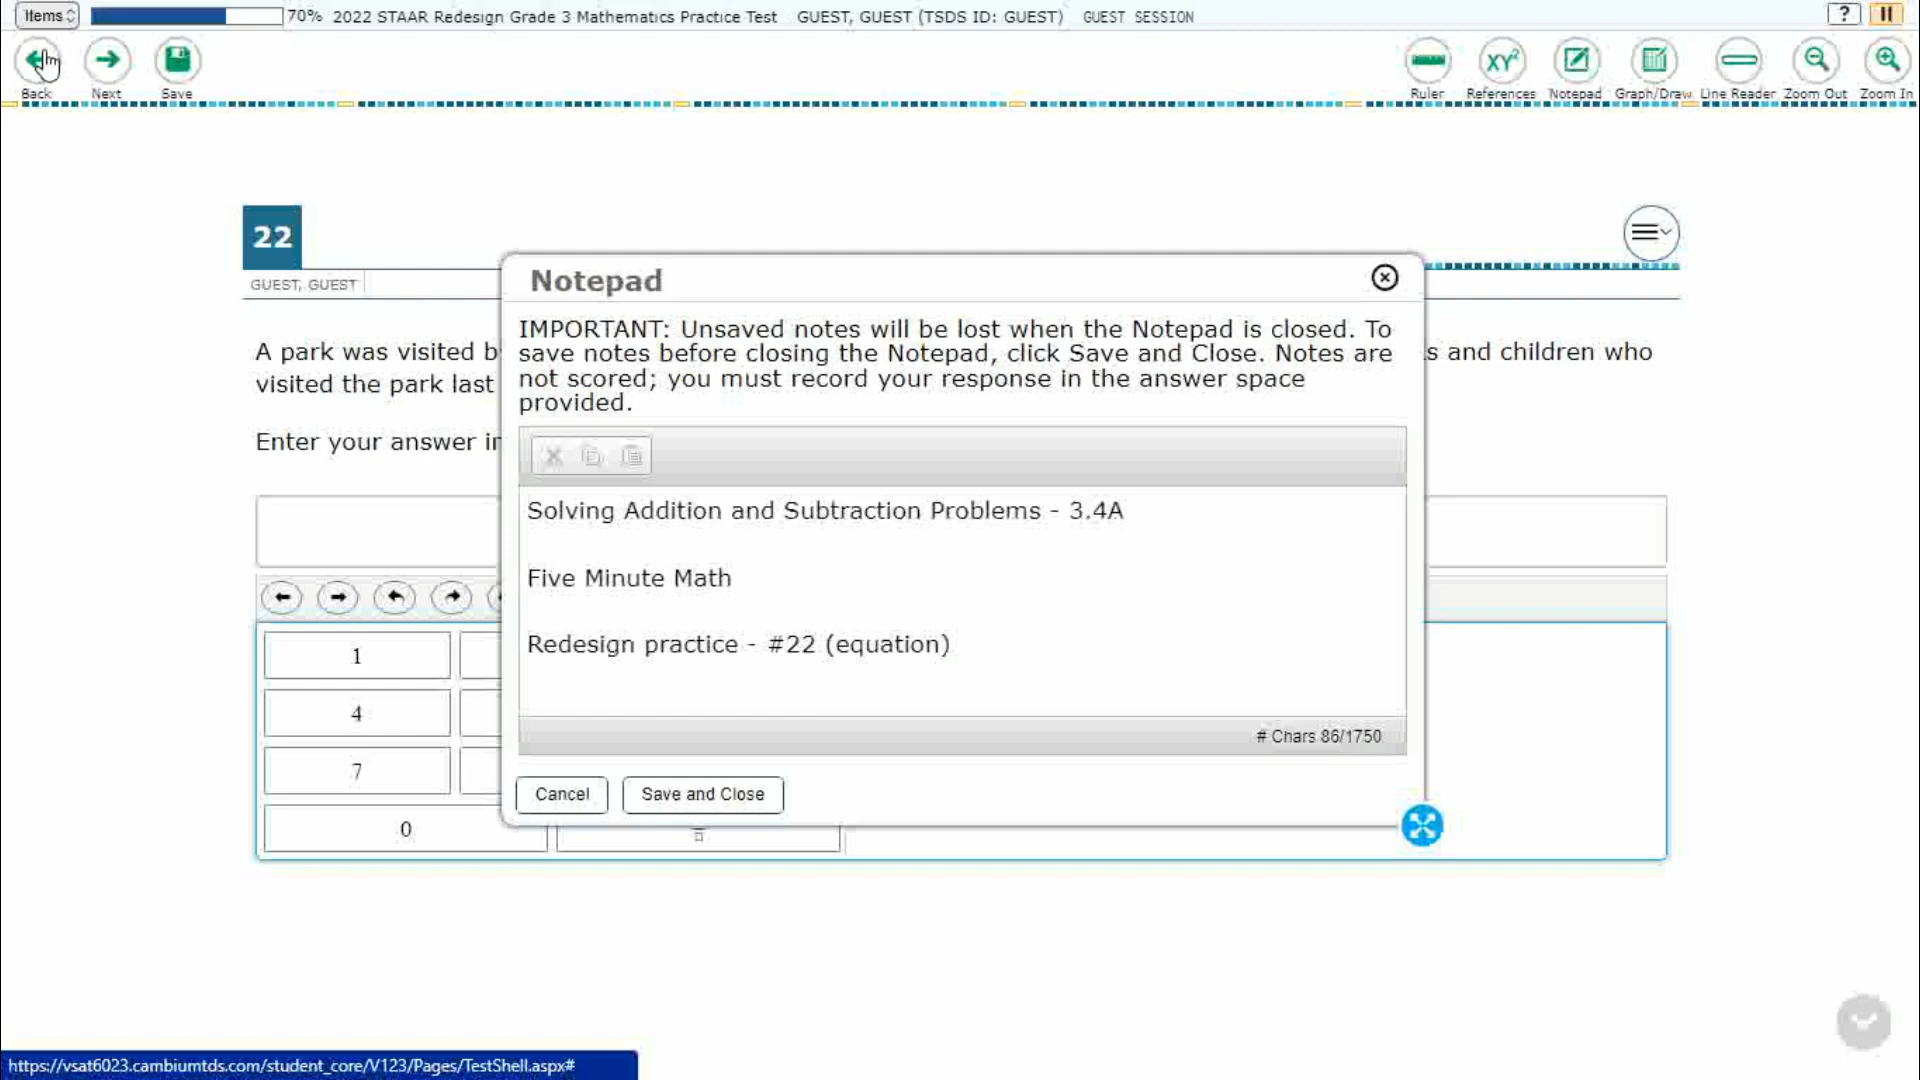 Items 70% 2022 STAAR Redesign Grade 3 Mathematics Practice Test GUEST, GUEST (TSDS ID: GUEST) GUEST SESSION ?
Back Next Save Ruler References Notepad Graph/Draw Line Reader Zoom Out Zoom In
XY²
22
GUEST, GUEST
A park was visited b
s and children who
visited the park last
Enter your answer in
Notepad
IMPORTANT: Unsaved notes will be lost when the Notepad is closed. To
save notes before closing the Notepad, click Save and Close. Notes are
not scored; you must record your response in the answer space
provided.
Solving Addition and Subtraction Problems - 3.4A
Five Minute Math
Redesign practice - #22 (equation)
# Chars 86/1750
Cancel Save and Close
1
4
7
0
https://vsat6023.cambiumtds.com/student_core/V123/Pages/TestShell.aspx#